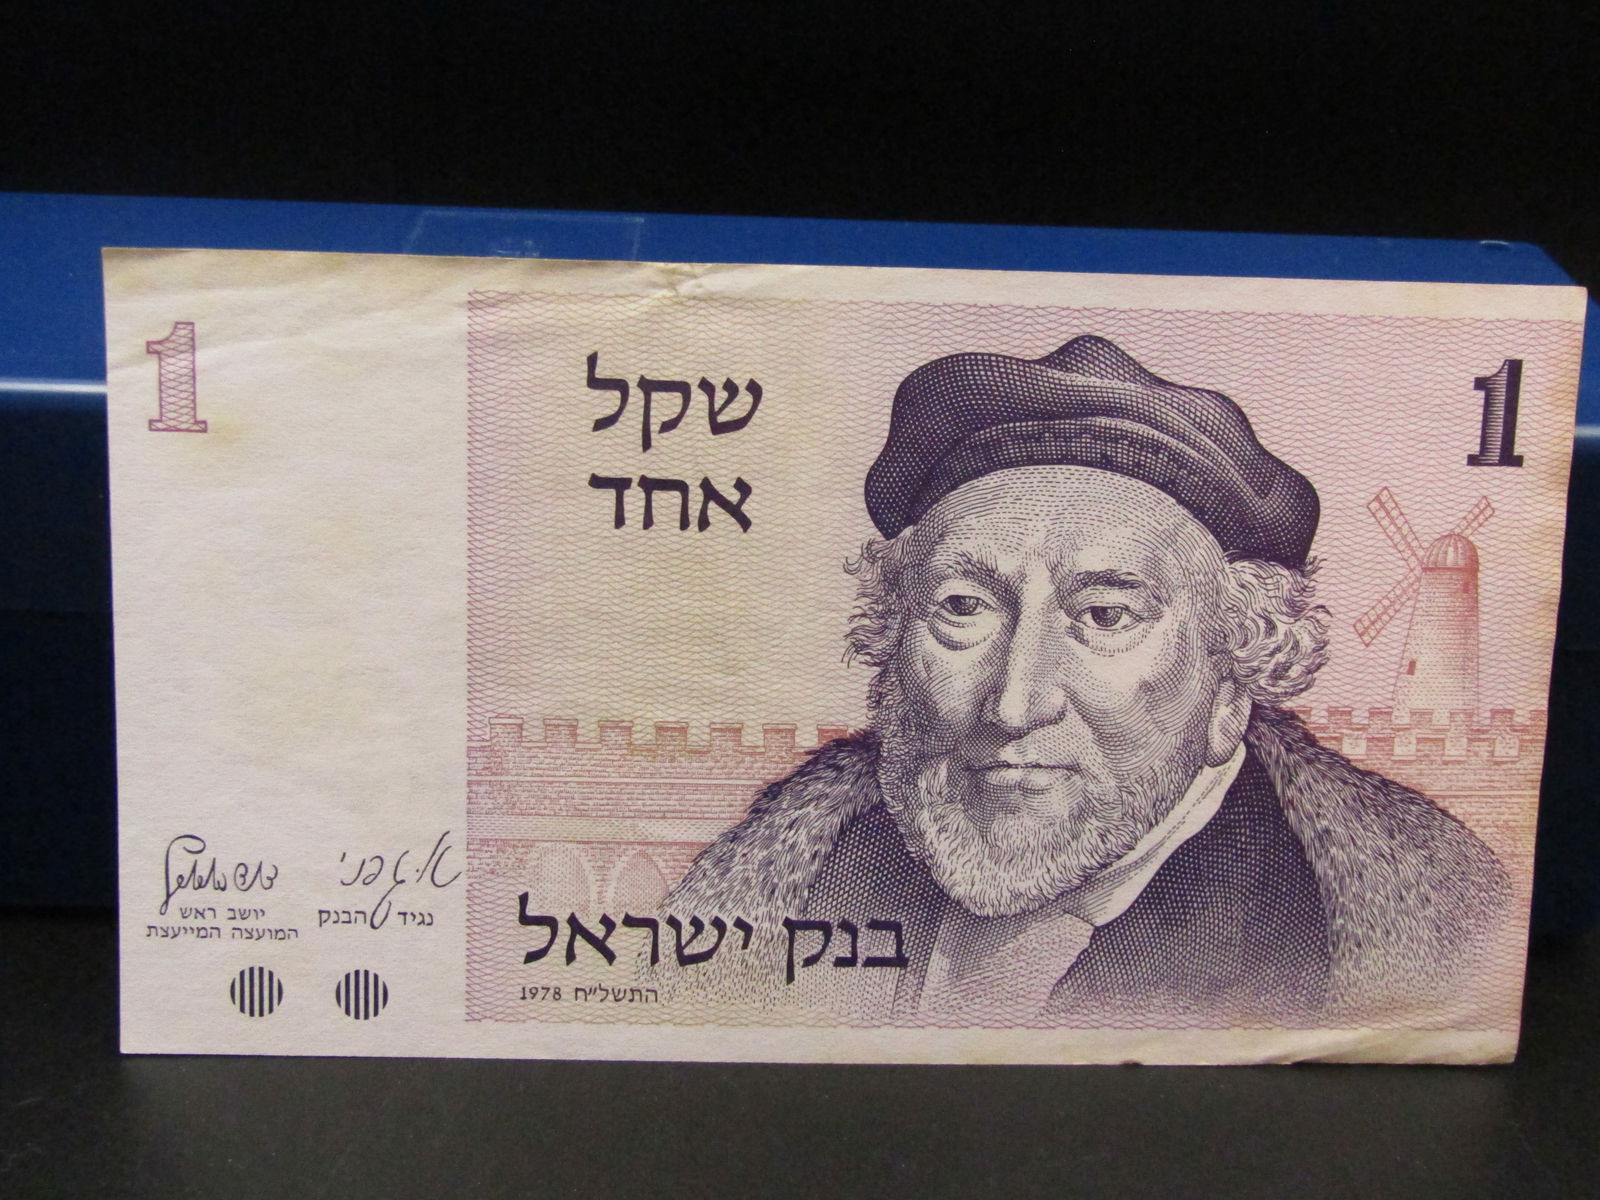 1
שקל
אחד
1
נגיד הבנק
יושב ראש
המועצה המייעצת
בנק ישראל
התשל״ח 1978